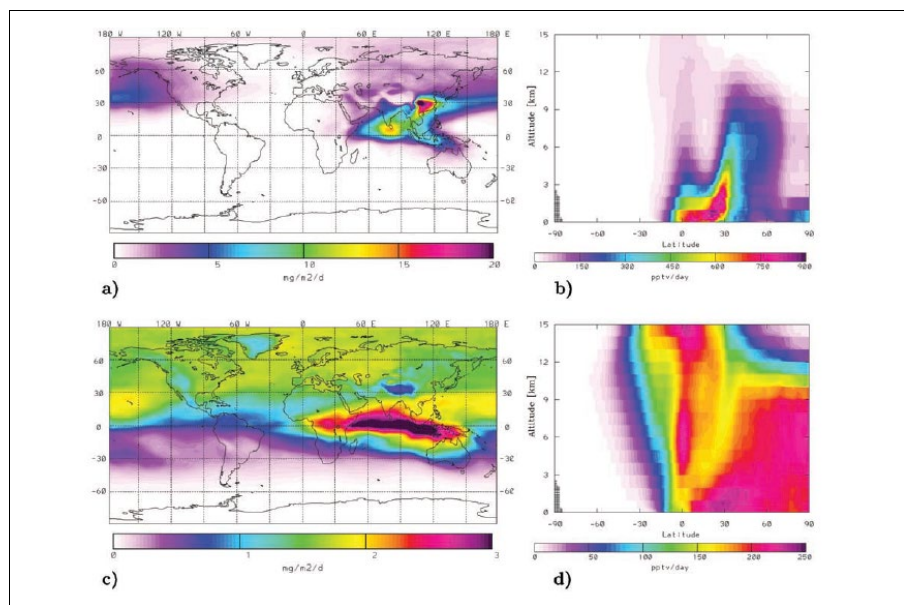 180 W 120 W 60 W 0 60 E 120 E 180 E
60
30
0
-30
-60
0 5 10 15 20
mg/m2/d
a)
15
12
9
6
3
0
Altitude [km]
-90 -60 -30 0 30 60 90
Latitude
0 150 300 450 600 750 900
pptv/day
b)
180 W 120 W 60 W 0 60 E 120 E 180 E
60
30
0
-30
-60
0 1 2 3
mg/m2/d
c)
15
12
9
6
3
0
Altitude [km]
-90 -60 -30 0 30 60 90
Latitude
0 50 100 150 200 250
pptv/day
d)